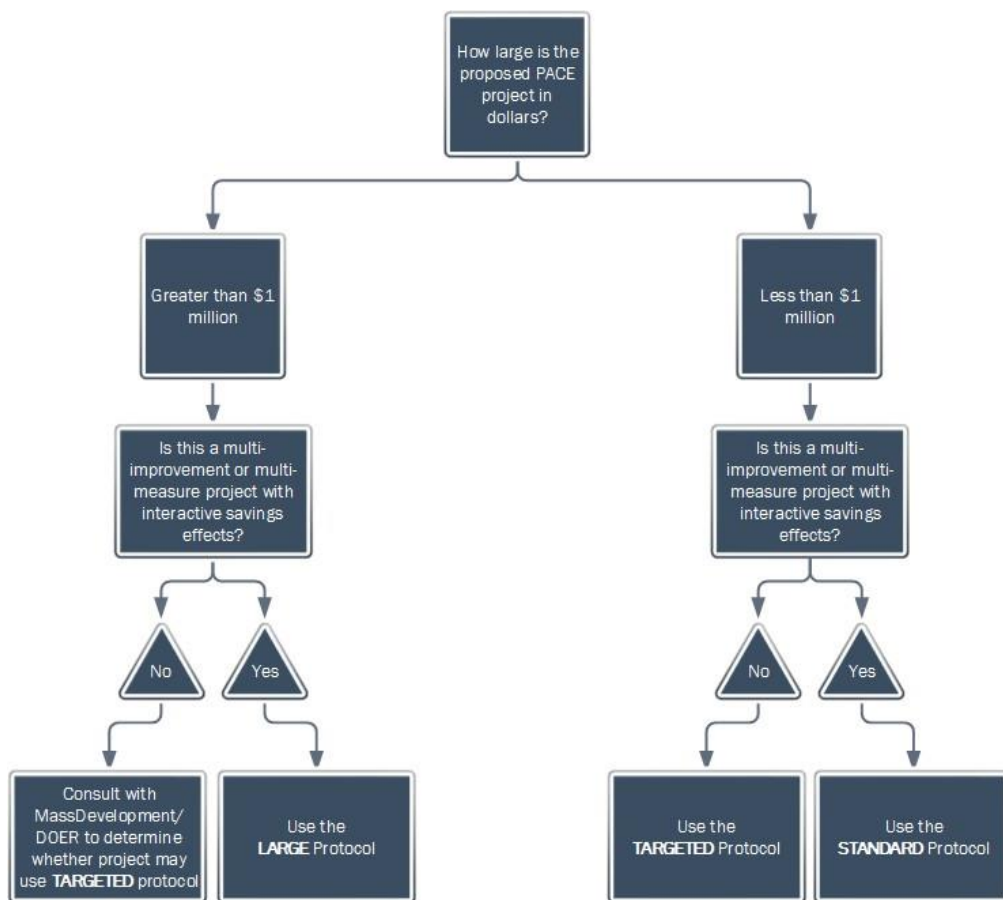 How large is the
proposed PACE
project in
dollars?
Greater than $1
million
Less than $1
million
Is this a multi-
improvement or multi-
measure project with
interactive savings
effects?
Is this a multi-
improvement or multi-
measure project with
interactive savings
effects?
No
Yes
No
Yes
Consult with
MassDevelopment/
DOER to determine
whether project may
use TARGETED protocol
Use the
LARGE Protocol
Use the
TARGETED Protocol
Use the
STANDARD Protocol